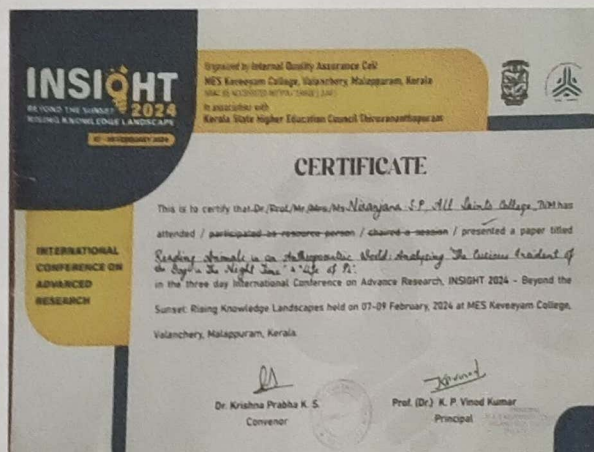 INSIGHT
2024
BEYOND THE SUNSET
RISING KNOWLEDGE LANDSCAPE
07 - 09 FEBRUARY 2024
Organized by Internal Quality Assurance Cell
MES Keveeyam College, Valanchery, Malappuram, Kerala
In association with
Kerala State Higher Education Council Thiruvananthapuram
CERTIFICATE
This is to certify that Dr./Prof./Mr./Mrs./Ms. Niranjana S.P, All Saints College, TVM has
attended / participated as resource person / chaired a session / presented a paper titled
Reading Animals in an Anthropocentric World: Analyzing "The Curious Incident of
the Dog in The Night Time" & "Life of Pi".
in the three day International Conference on Advance Research, INSIGHT 2024 - Beyond the
Sunset: Rising Knowledge Landscapes held on 07-09 February, 2024 at MES Keveeyam College,
Valanchery, Malappuram, Kerala.
INTERNATIONAL
CONFERENCE ON
ADVANCED
RESEARCH
Dr. Krishna Prabha K. S.
Convenor
Prof. (Dr.) K. P. Vinod Kumar
Principal